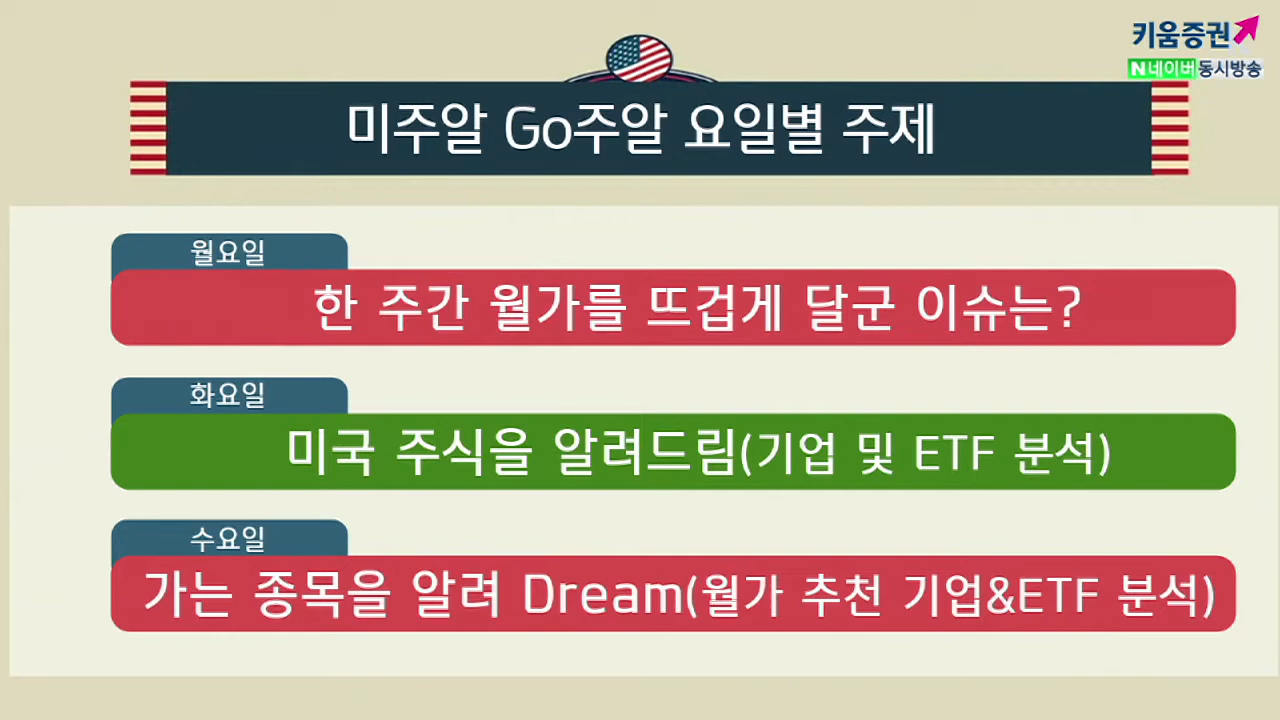 키움증권
N네이버 동시방송
미주알 Go주알 요일별 주제
월요일
한 주간 월가를 뜨겁게 달군 이슈는?
화요일
미국 주식을 알려드림(기업 및 ETF 분석)
수요일
가는 종목을 알려 Dream(월가 추천 기업&ETF 분석)